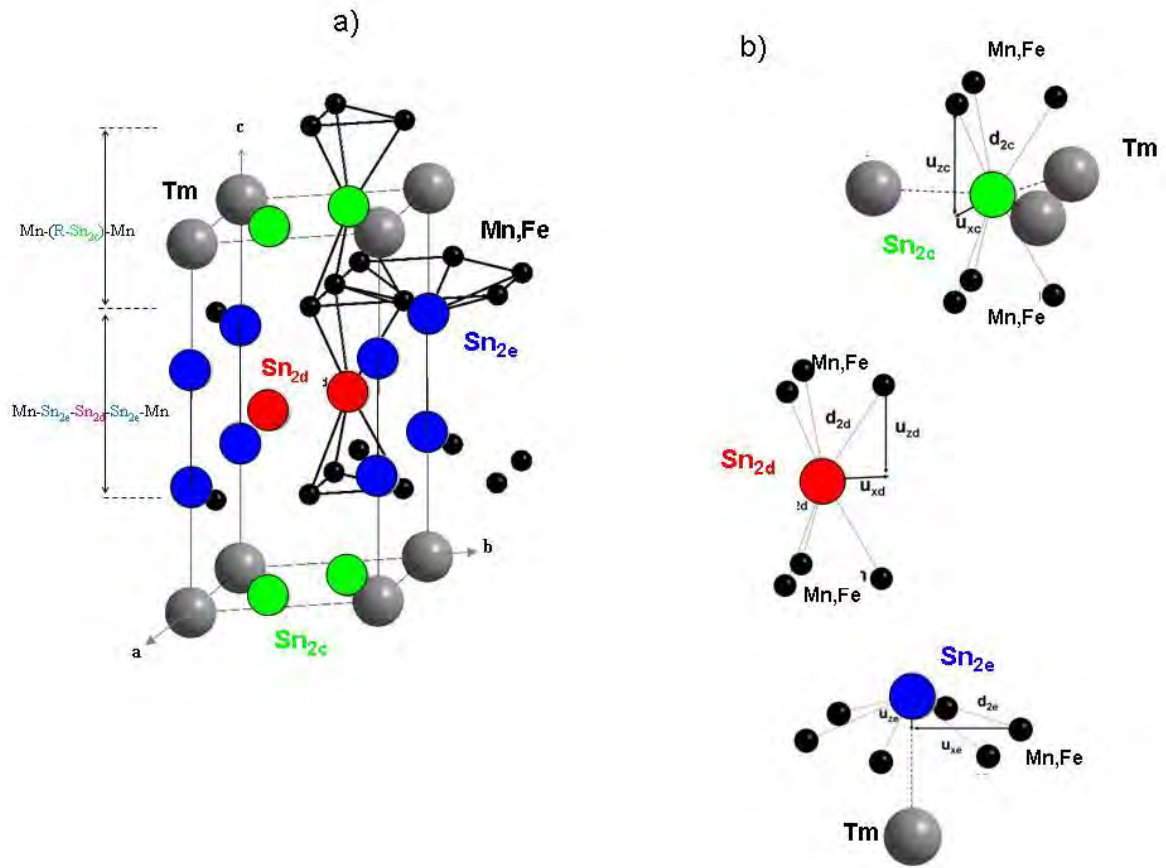 a)
c
Tm
Mn-(R-Sn2c)-Mn
Mn,Fe
Sn2e
Sn2d
Mn-Sn2e-Sn2d-Sn2e-Mn
b
a
Sn2c
b)
Mn,Fe
d2c
Tm
uzc
uxc
Sn2c
Mn,Fe
Mn,Fe
d2d
uzd
Sn2d
uxd
2d
Mn,Fe
Sn2e
d2e
uze
uxe
Mn,Fe
Tm